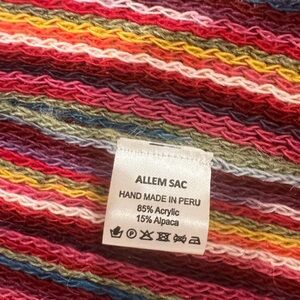 ALLEM SAC
HAND MADE IN PERU
85% Acrylic
15% Alpaca